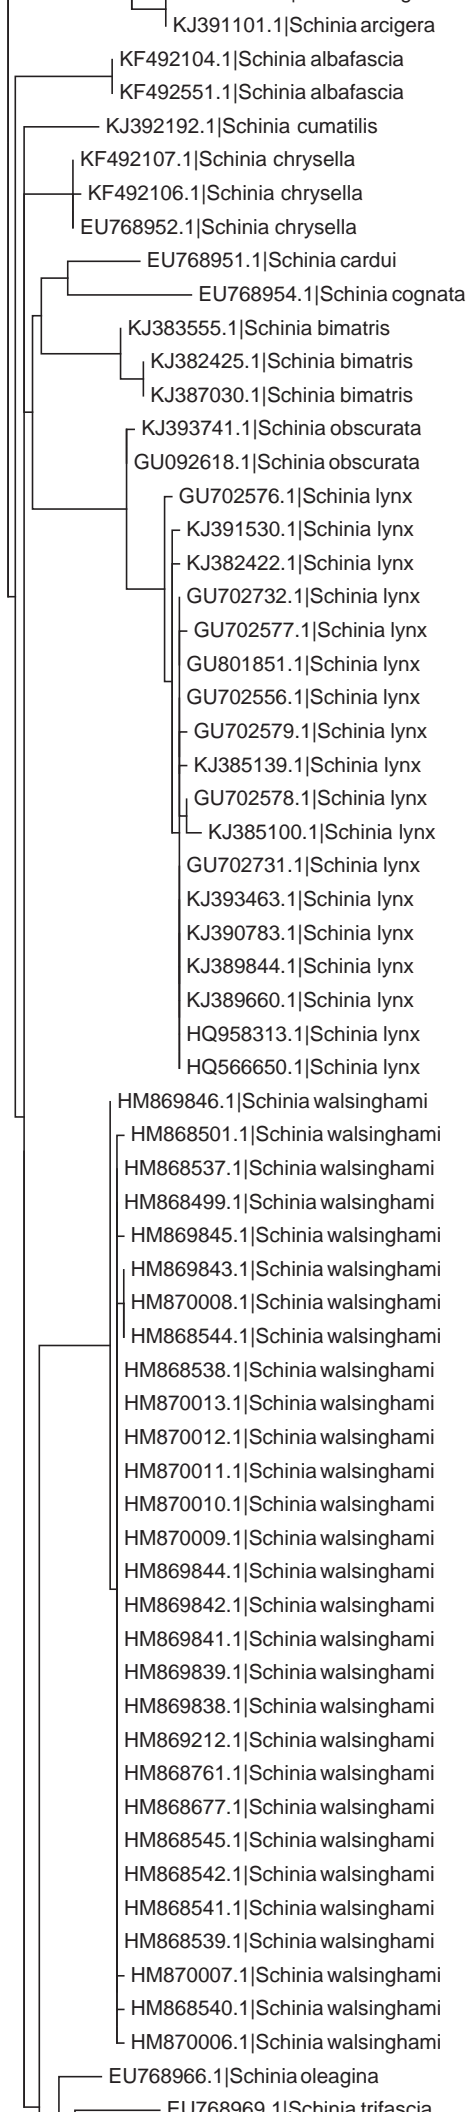 KJ391101.1|Schinia arcigera
KF492104.1|Schinia albafascia
KF492551.1|Schinia albafascia
KJ392192.1|Schinia cumatilis
KF492107.1|Schinia chrysella
KF492106.1|Schinia chrysella
EU768952.1|Schinia chrysella
EU768951.1|Schinia cardui
EU768954.1|Schinia cognata
KJ383555.1|Schinia bimatris
KJ382425.1|Schinia bimatris
KJ387030.1|Schinia bimatris
KJ393741.1|Schinia obscurata
GU092618.1|Schinia obscurata
GU702576.1|Schinia lynx
KJ391530.1|Schinia lynx
KJ382422.1|Schinia lynx
GU702732.1|Schinia lynx
GU702577.1|Schinia lynx
GU801851.1|Schinia lynx
GU702556.1|Schinia lynx
GU702579.1|Schinia lynx
KJ385139.1|Schinia lynx
GU702578.1|Schinia lynx
KJ385100.1|Schinia lynx
GU702731.1|Schinia lynx
KJ393463.1|Schinia lynx
KJ390783.1|Schinia lynx
KJ389844.1|Schinia lynx
KJ389660.1|Schinia lynx
HQ958313.1|Schinia lynx
HQ566650.1|Schinia lynx
HM869846.1|Schinia walsinghami
HM868501.1|Schinia walsinghami
HM868537.1|Schinia walsinghami
HM868499.1|Schinia walsinghami
HM869845.1|Schinia walsinghami
HM869843.1|Schinia walsinghami
HM870008.1|Schinia walsinghami
HM868544.1|Schinia walsinghami
HM868538.1|Schinia walsinghami
HM870013.1|Schinia walsinghami
HM870012.1|Schinia walsinghami
HM870011.1|Schinia walsinghami
HM870010.1|Schinia walsinghami
HM870009.1|Schinia walsinghami
HM869844.1|Schinia walsinghami
HM869842.1|Schinia walsinghami
HM869841.1|Schinia walsinghami
HM869839.1|Schinia walsinghami
HM869838.1|Schinia walsinghami
HM869212.1|Schinia walsinghami
HM868761.1|Schinia walsinghami
HM868677.1|Schinia walsinghami
HM868545.1|Schinia walsinghami
HM868542.1|Schinia walsinghami
HM868541.1|Schinia walsinghami
HM868539.1|Schinia walsinghami
HM870007.1|Schinia walsinghami
HM868540.1|Schinia walsinghami
HM870006.1|Schinia walsinghami
EU768966.1|Schinia oleagina
EU768969.1|Schinia trifascia